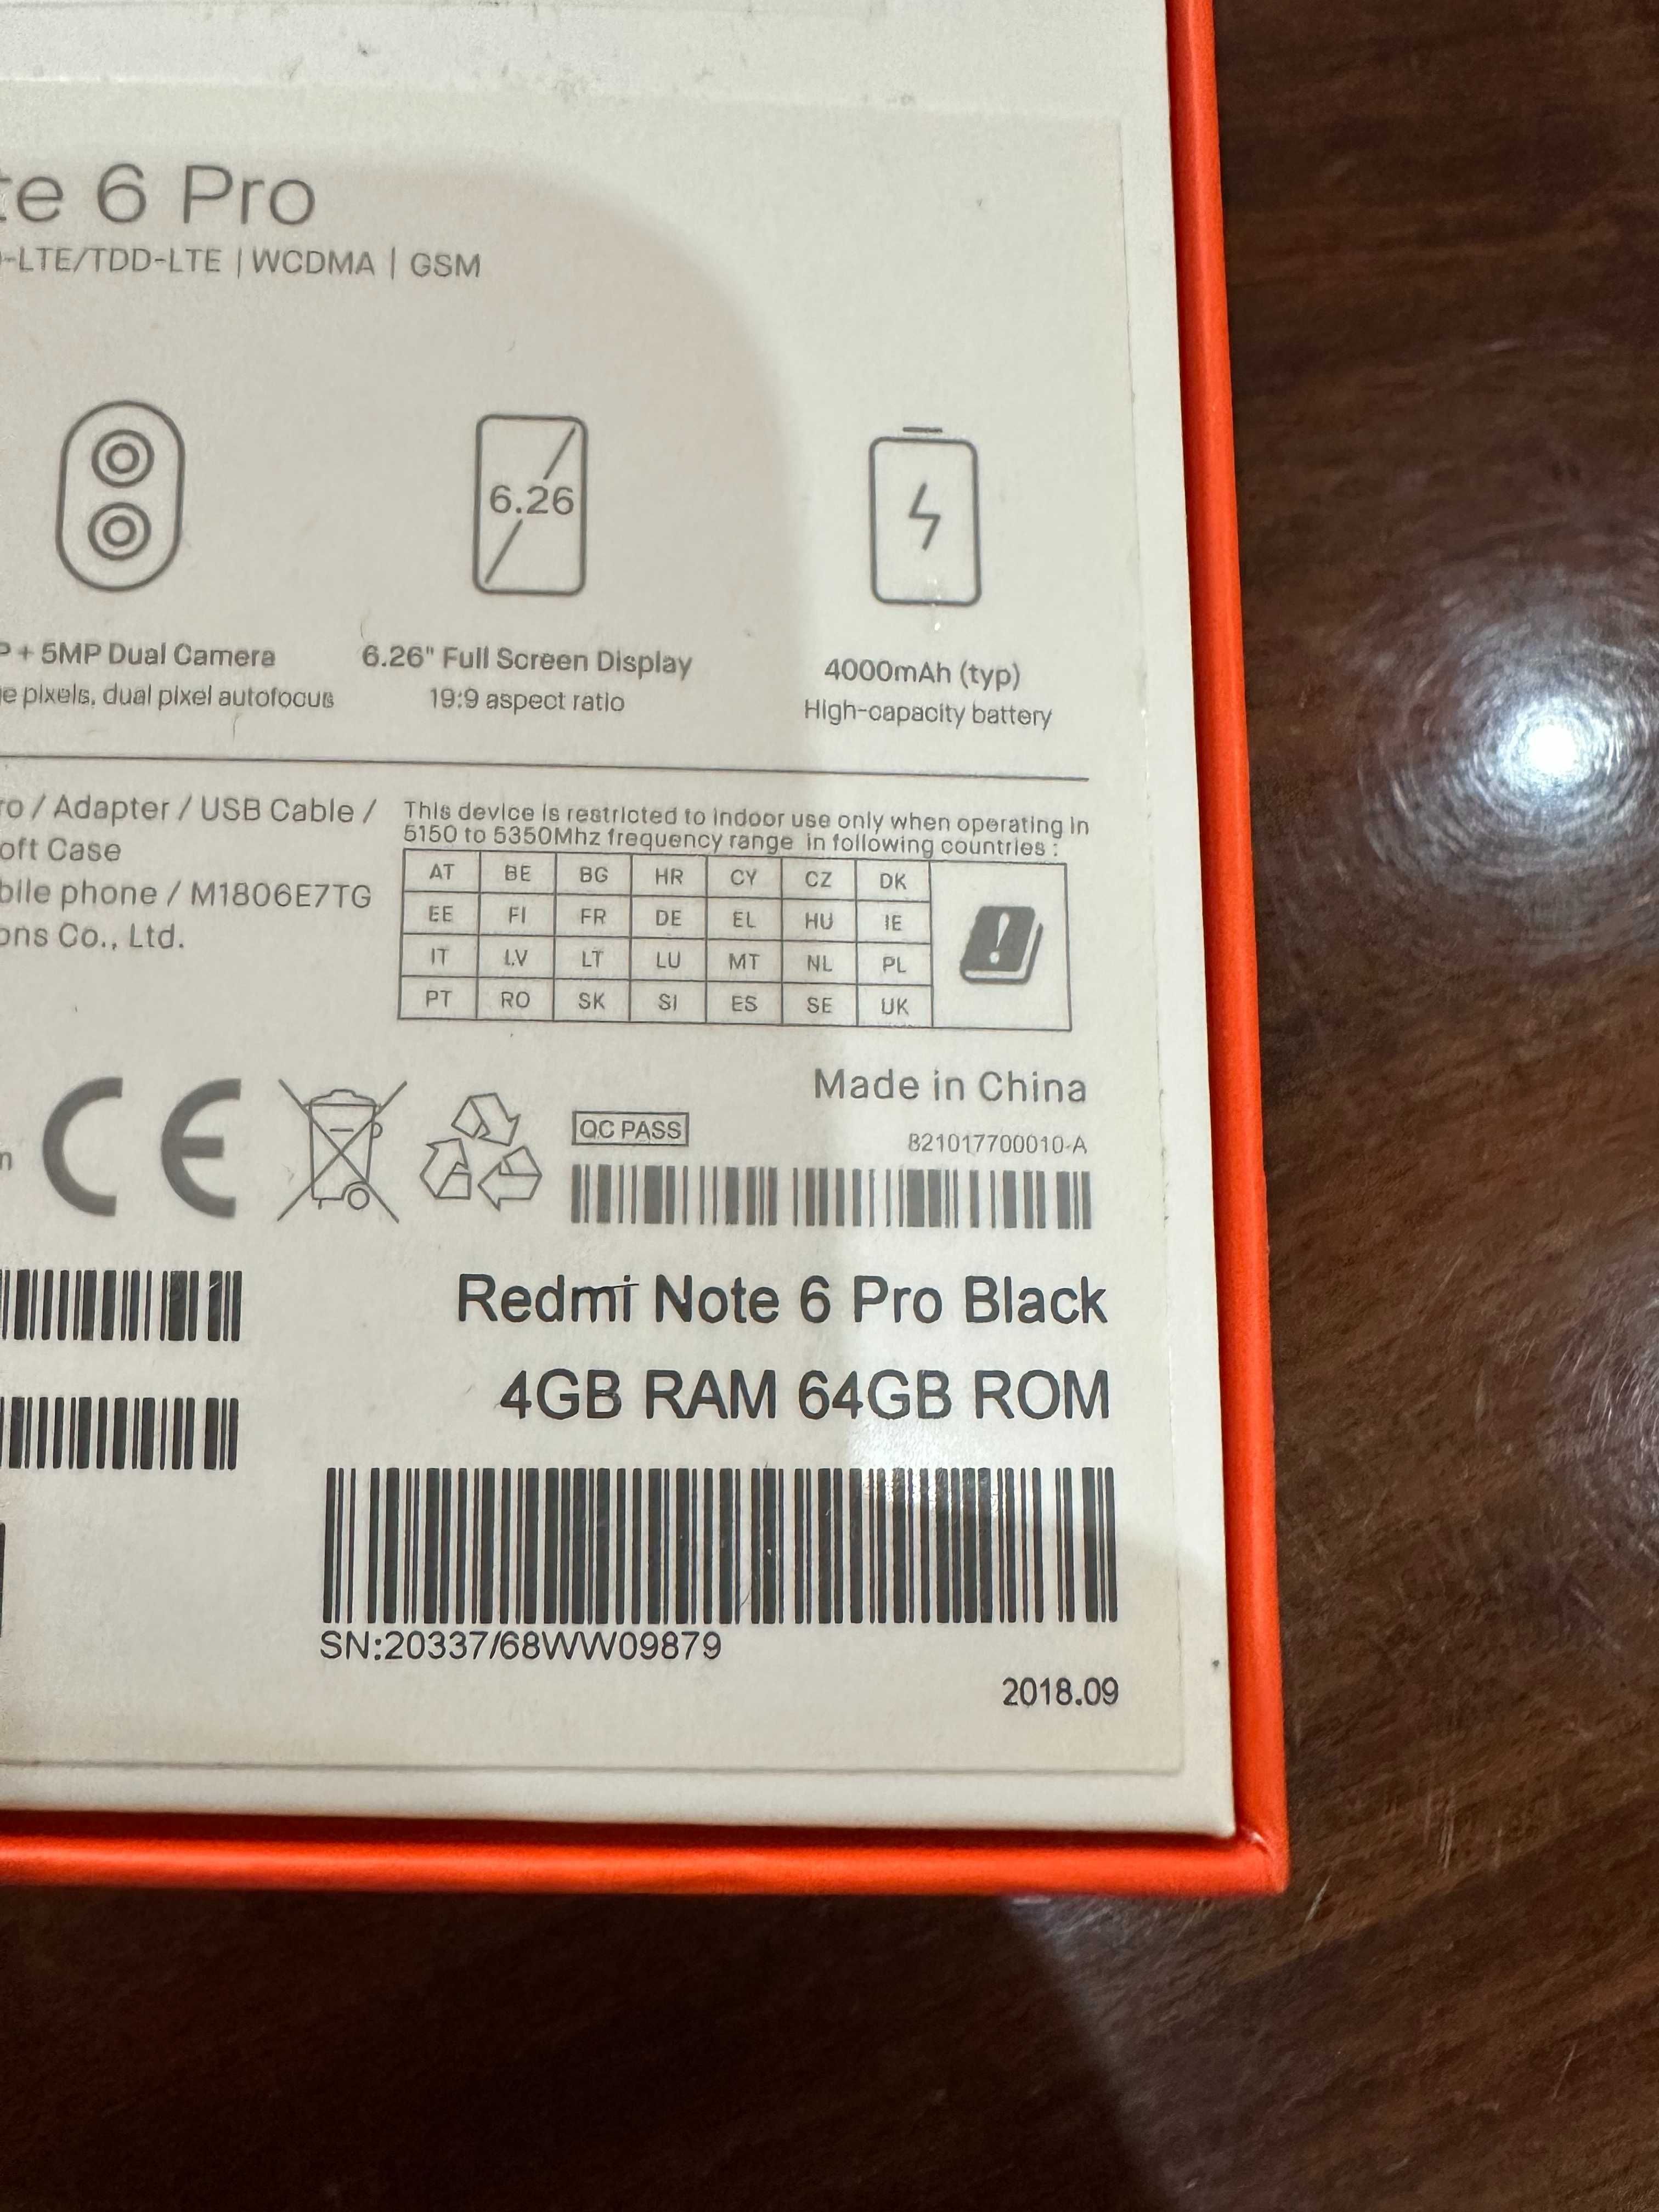 te 6 Pro
-LTE/TDD-LTE | WCDMA | GSM
6.26
P + 5MP Dual Camera
ge pixels, dual pixel autofocus
6.26" Full Screen Display
19:9 aspect ratio
4000mAh (typ)
High-capacity battery
ro / Adapter / USB Cable /
oft Case
bile phone / M1806E7TG
ons Co., Ltd.
This device is restricted to indoor use only when operating in
5150 to 5350Mhz frequency range in following countries :
AT BE BG HR CY CZ DK
EE FI FR DE EL HU IE
IT LV LT LU MT NL PL
PT RO SK SI ES SE UK
n
CE
QC PASS
Made in China
821017700010-A
Redmi Note 6 Pro Black
4GB RAM 64GB ROM
SN:20337/68WW09879
2018.09